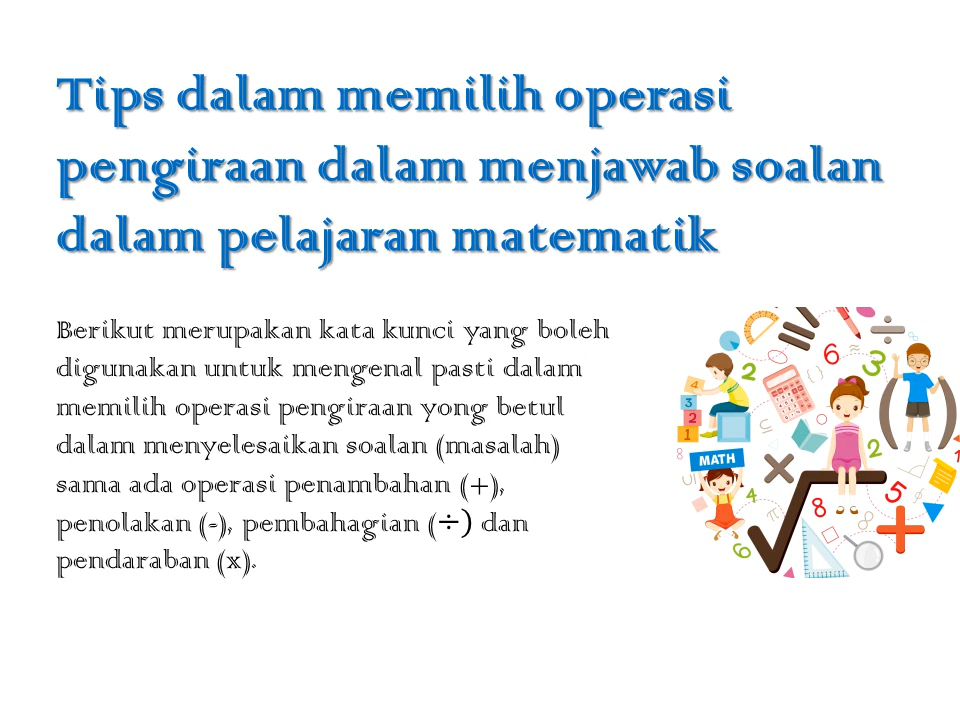 Tips dalam memilih operasi
pengiraan dalam menjawab soalan
dalam pelajaran matematik
Berikut merupakan kata kunci yang boleh
digunakan untuk mengenal pasti dalam
memilih operasi pengiraan yong betul
dalam menyelesaikan soalan (masalah)
sama ada operasi penambahan (+),
penolakan (-), pembahagian (÷) dan
pendaraban (x).
MATH